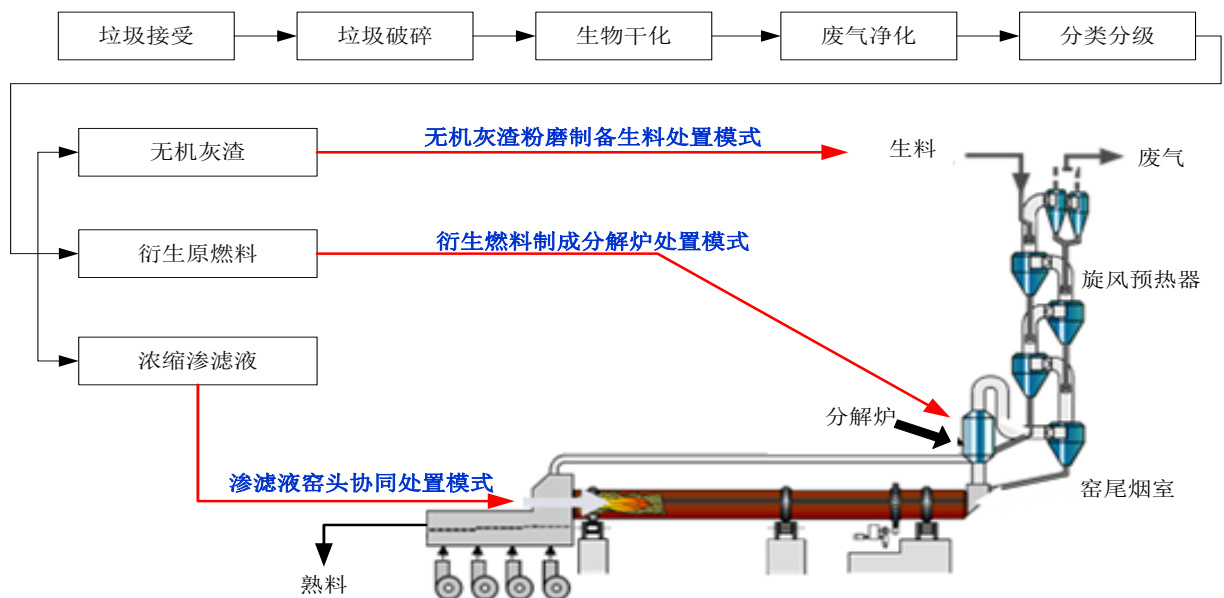 垃圾接受
垃圾破碎
生物干化
废气净化
分类分级
无机灰渣
无机灰渣粉磨制备生料处置模式
生料
废气
衍生原燃料
衍生燃料制成分解炉处置模式
旋风预热器
浓缩渗滤液
分解炉
渗滤液窑头协同处置模式
窑尾烟室
熟料